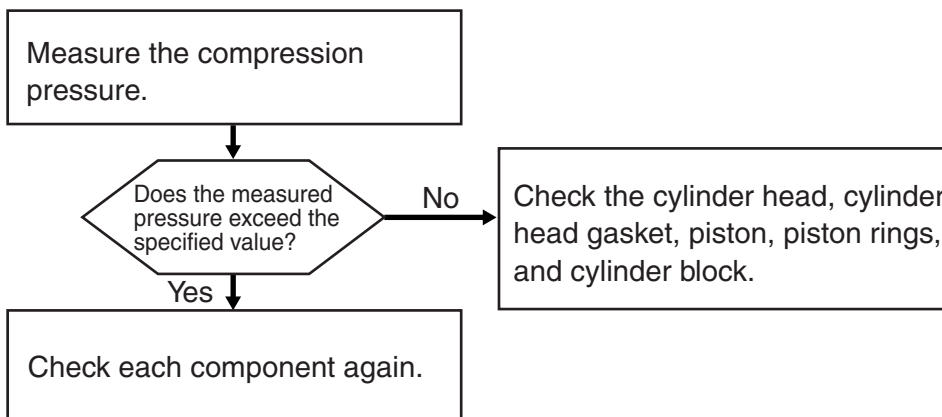 Measure the compression
pressure.
Does the measured
pressure exceed the
specified value?
No
Check the cylinder head, cylinder
head gasket, piston, piston rings,
and cylinder block.
Yes
Check each component again.